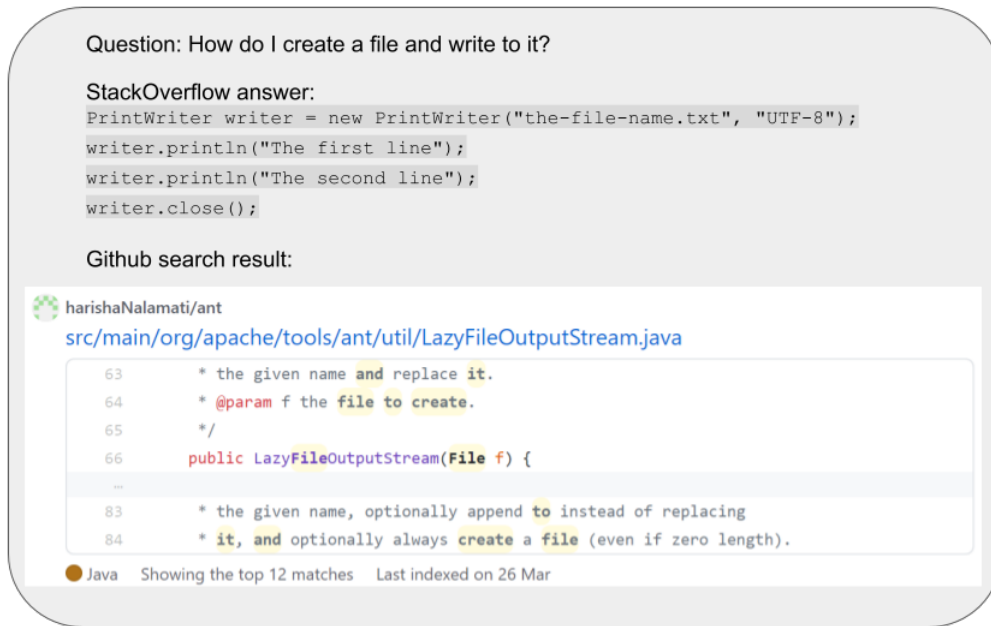 Question: How do I create a file and write to it?
StackOverflow answer:
PrintWriter writer = new PrintWriter("the-file-name.txt", "UTF-8");
writer.println("The first line");
writer.println("The second line");
writer.close();
Github search result:
harishaNalamati/ant
src/main/org/apache/tools/ant/util/LazyFileOutputStream.java
63 * the given name and replace it.
64 * @param f the file to create.
65 */
66 public LazyFileOutputStream(File f) {
...
83 * the given name, optionally append to instead of replacing
84 * it, and optionally always create a file (even if zero length).
Java Showing the top 12 matches Last indexed on 26 Mar